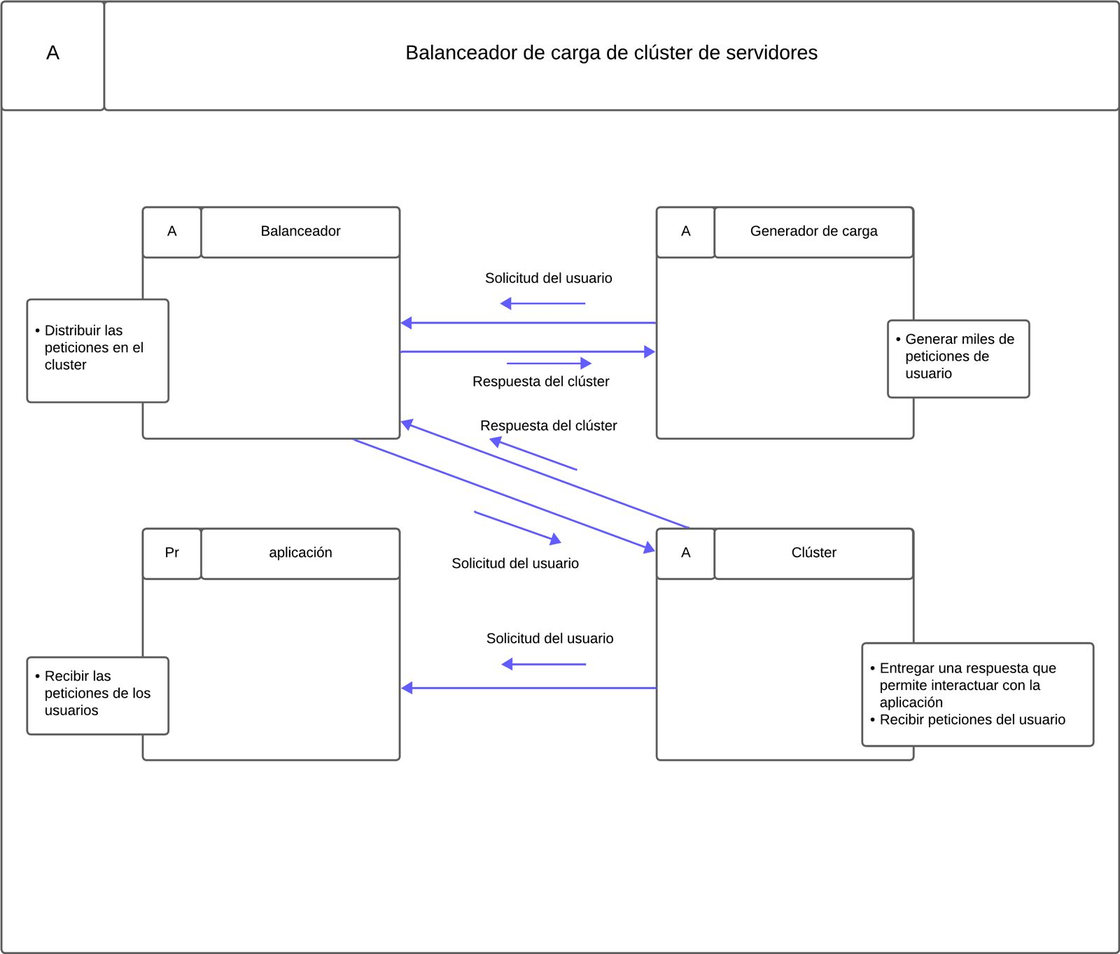 A
Balanceador de carga de clúster de servidores
A
Balanceador
• Distribuir las
peticiones en el
cluster
Solicitud del usuario
Respuesta del clúster
A
Generador de carga
• Generar miles de
peticiones de
usuario
Respuesta del clúster
Solicitud del usuario
Pr
aplicación
• Recibir las
peticiones de los
usuarios
Solicitud del usuario
A
Clúster
• Entregar una respuesta que
permite interactuar con la
aplicación
• Recibir peticiones del usuario